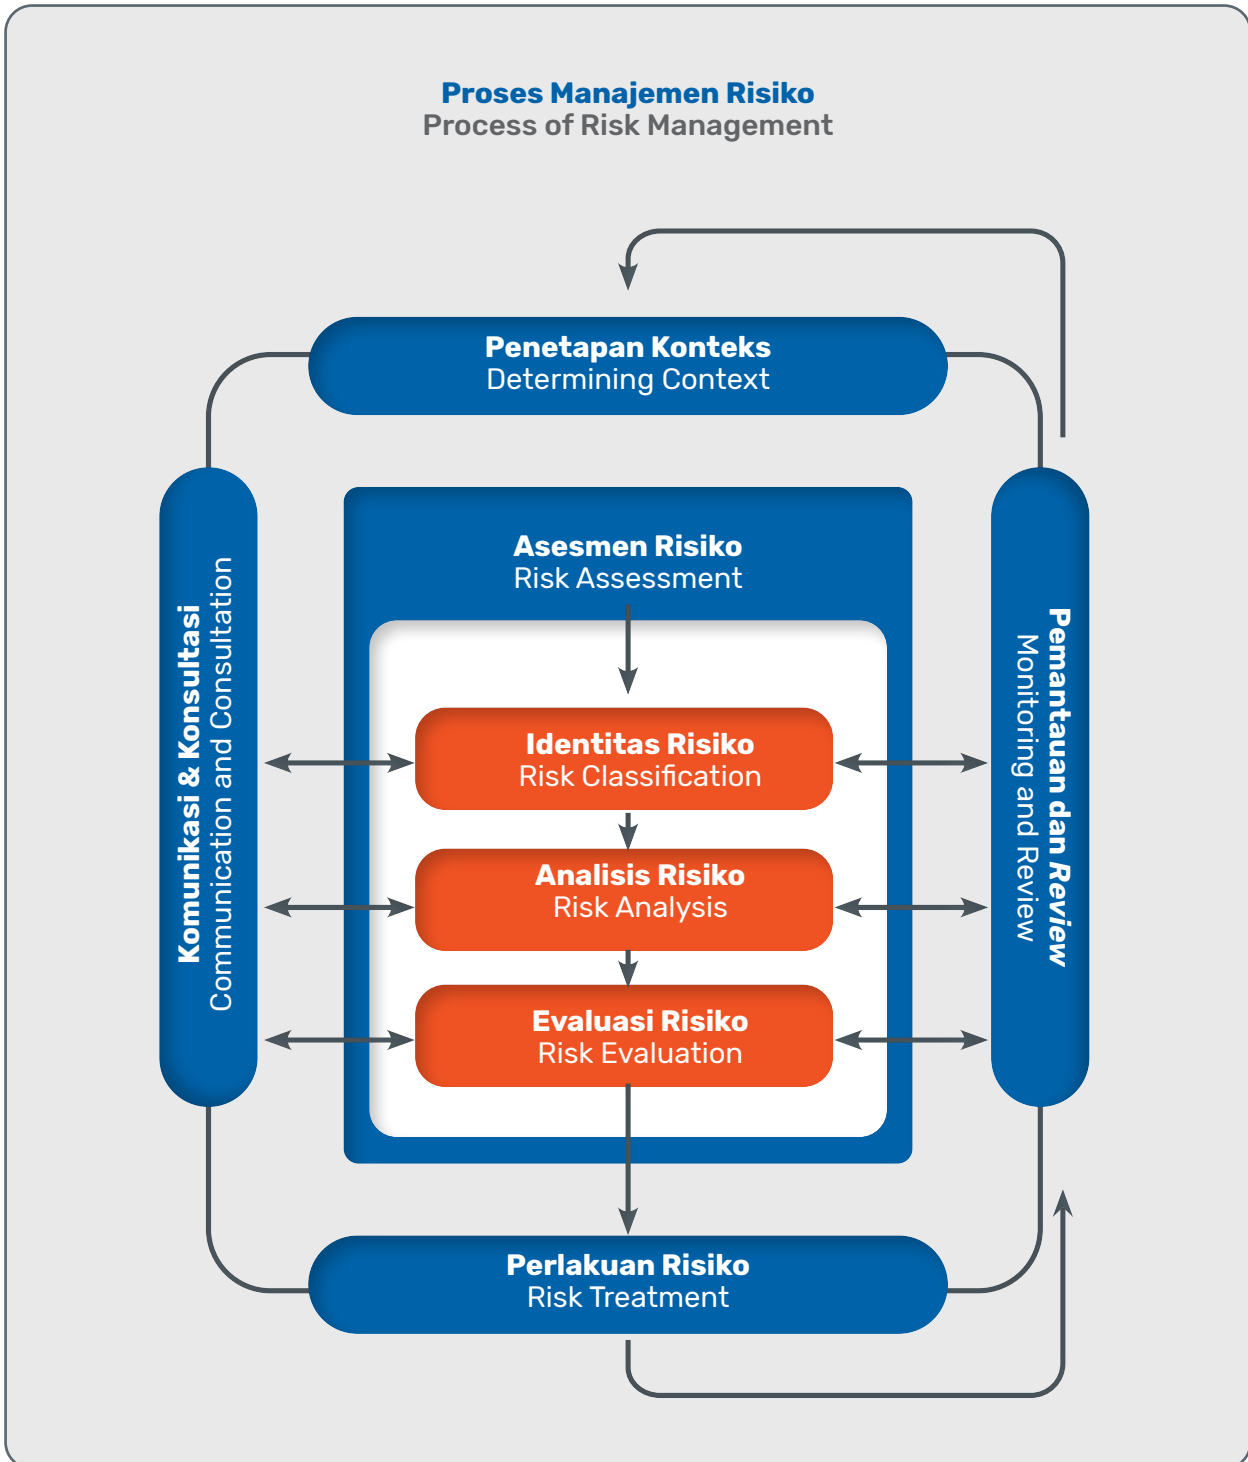 Proses Manajemen Risiko
Process of Risk Management
Penetapan Konteks
Determining Context
Komunikasi & Konsultasi
Communication and Consultation
Asesmen Risiko
Risk Assessment
Identitas Risiko
Risk Classification
Analisis Risiko
Risk Analysis
Evaluasi Risiko
Risk Evaluation
Pemantauan dan Review
Monitoring and Review
Perlakuan Risiko
Risk Treatment